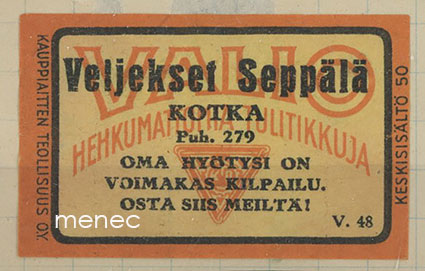 KAUPPIAITTEN TEOLLISUUS OY.
VALIO
Veljekset Seppälä
KOTKA
Puh. 279
HEHKUMATTOMIA TULITIKKUJA
OMA HYÖTYSI ON
VOIMAKAS KILPAILU.
OSTA SIIS MEILTÄ!
V. 48
KESKISISÄLTÖ 50
menec